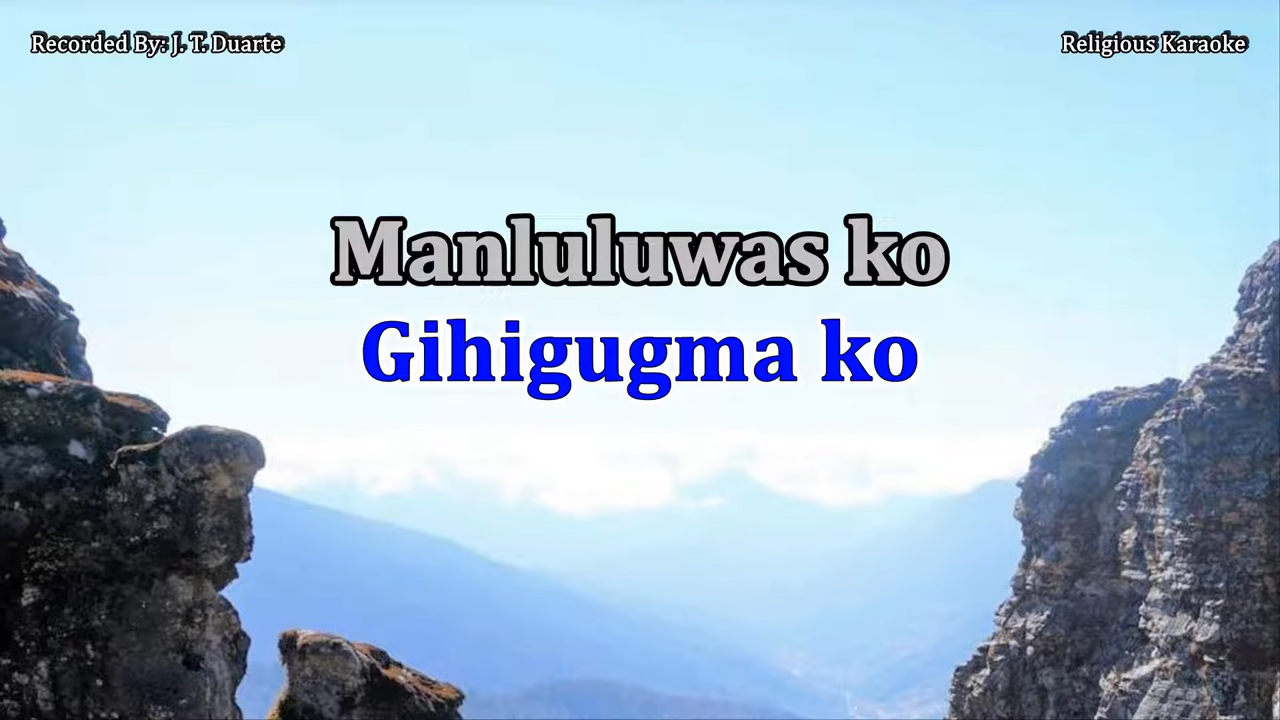 Recorded By: J. T. Duarte
Religious Karaoke
Manluluwas ko
Gihigugma ko